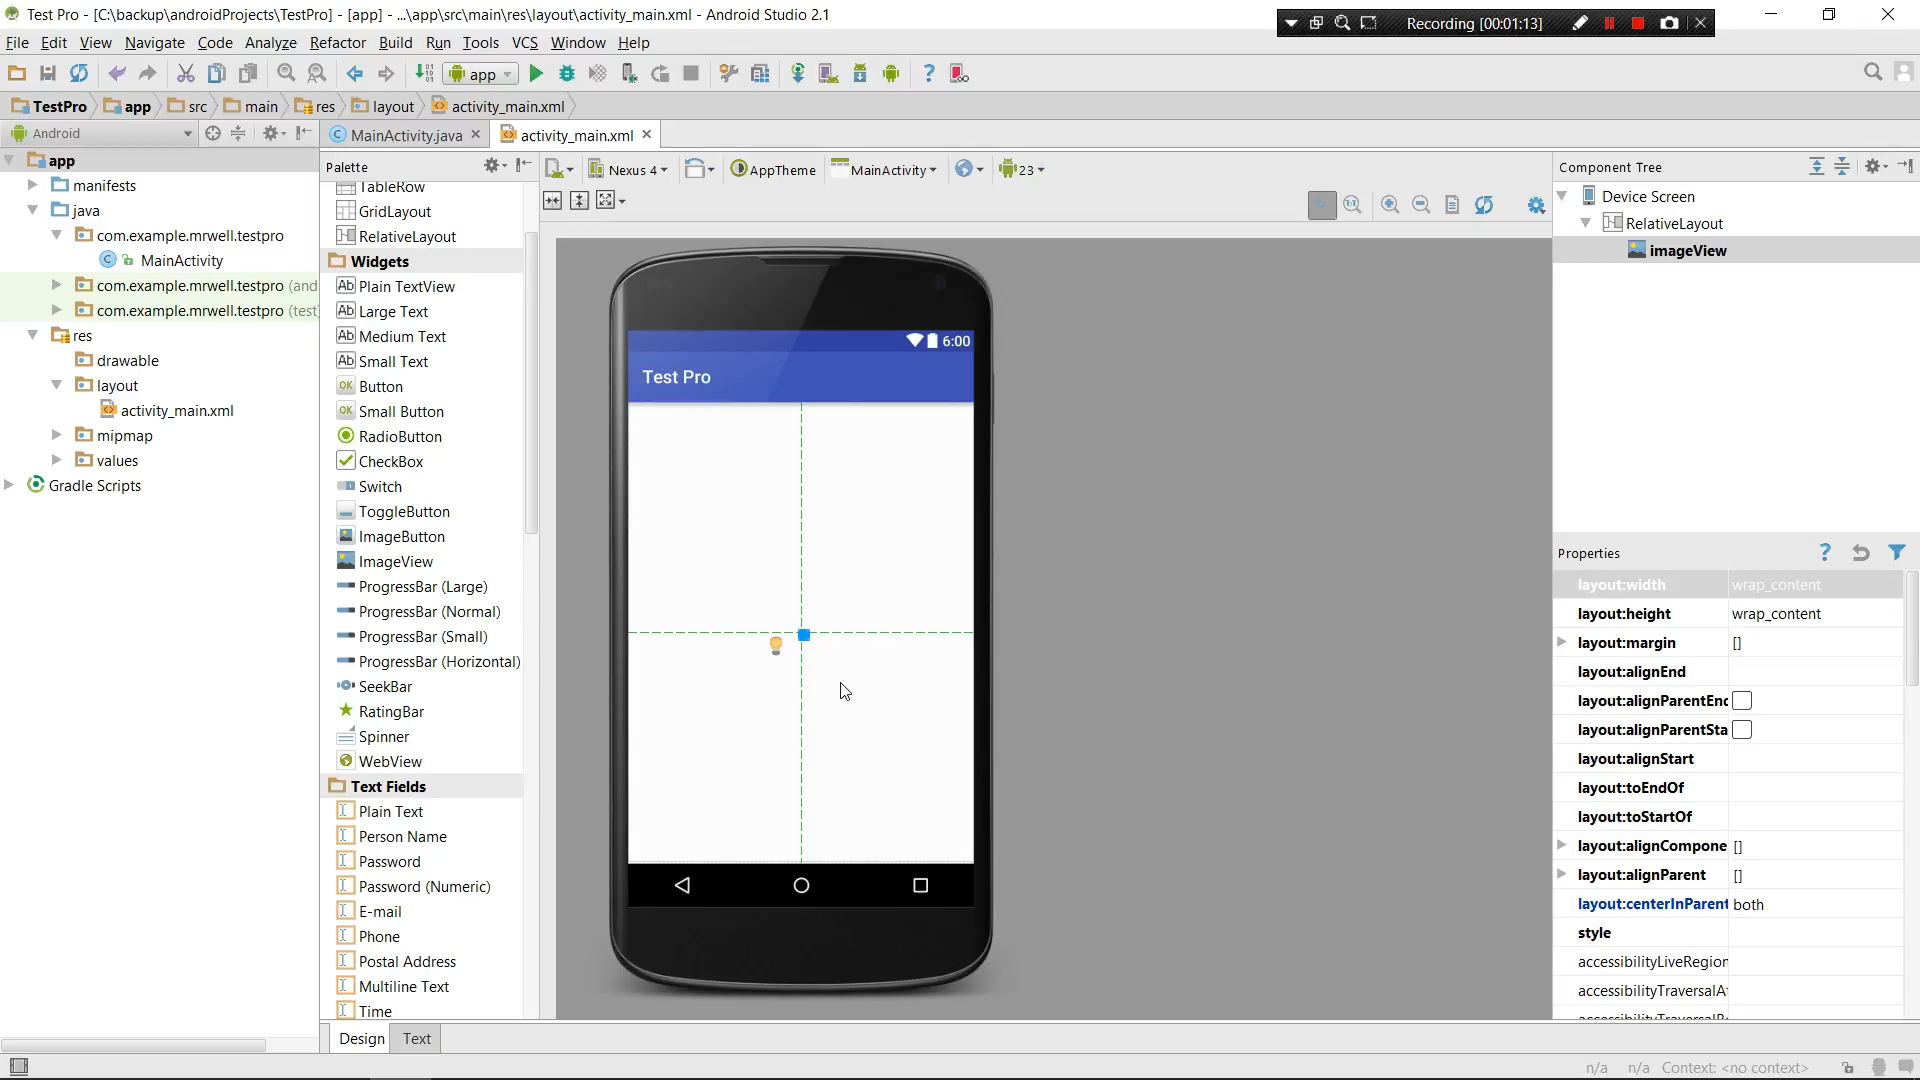 Test Pro - [C:\backup\androidProjects\TestPro] - [app] - ...\app\src\main\res\layout\activity_main.xml - Android Studio 2.1
Recording [00:01:13]
File Edit View Navigate Code Analyze Refactor Build Run Tools VCS Window Help
app
TestPro app src main res layout activity_main.xml
Android
MainActivity.java
activity_main.xml
app
manifests
java
com.example.mrwell.testpro
MainActivity
com.example.mrwell.testpro (and
com.example.mrwell.testpro (test
res
drawable
layout
activity_main.xml
mipmap
values
Gradle Scripts
Palette
TableRow
GridLayout
RelativeLayout
Widgets
Plain TextView
Large Text
Medium Text
Small Text
Button
Small Button
RadioButton
CheckBox
Switch
ToggleButton
ImageButton
ImageView
ProgressBar (Large)
ProgressBar (Normal)
ProgressBar (Small)
ProgressBar (Horizontal)
SeekBar
RatingBar
Spinner
WebView
Text Fields
Plain Text
Person Name
Password
Password (Numeric)
E-mail
Phone
Postal Address
Multiline Text
Time
Nexus 4 AppTheme MainActivity 23
6:00
Test Pro
Design Text
Component Tree
Device Screen
RelativeLayout
imageView
Properties
layout:width wrap_content
layout:height wrap_content
layout:margin []
layout:alignEnd
layout:alignParentEnd
layout:alignParentSta
layout:alignStart
layout:toEndOf
layout:toStartOf
layout:alignCompone []
layout:alignParent []
layout:centerInParent both
style
accessibilityLiveRegion
accessibilityTraversalA
n/a n/a Context: <no context>